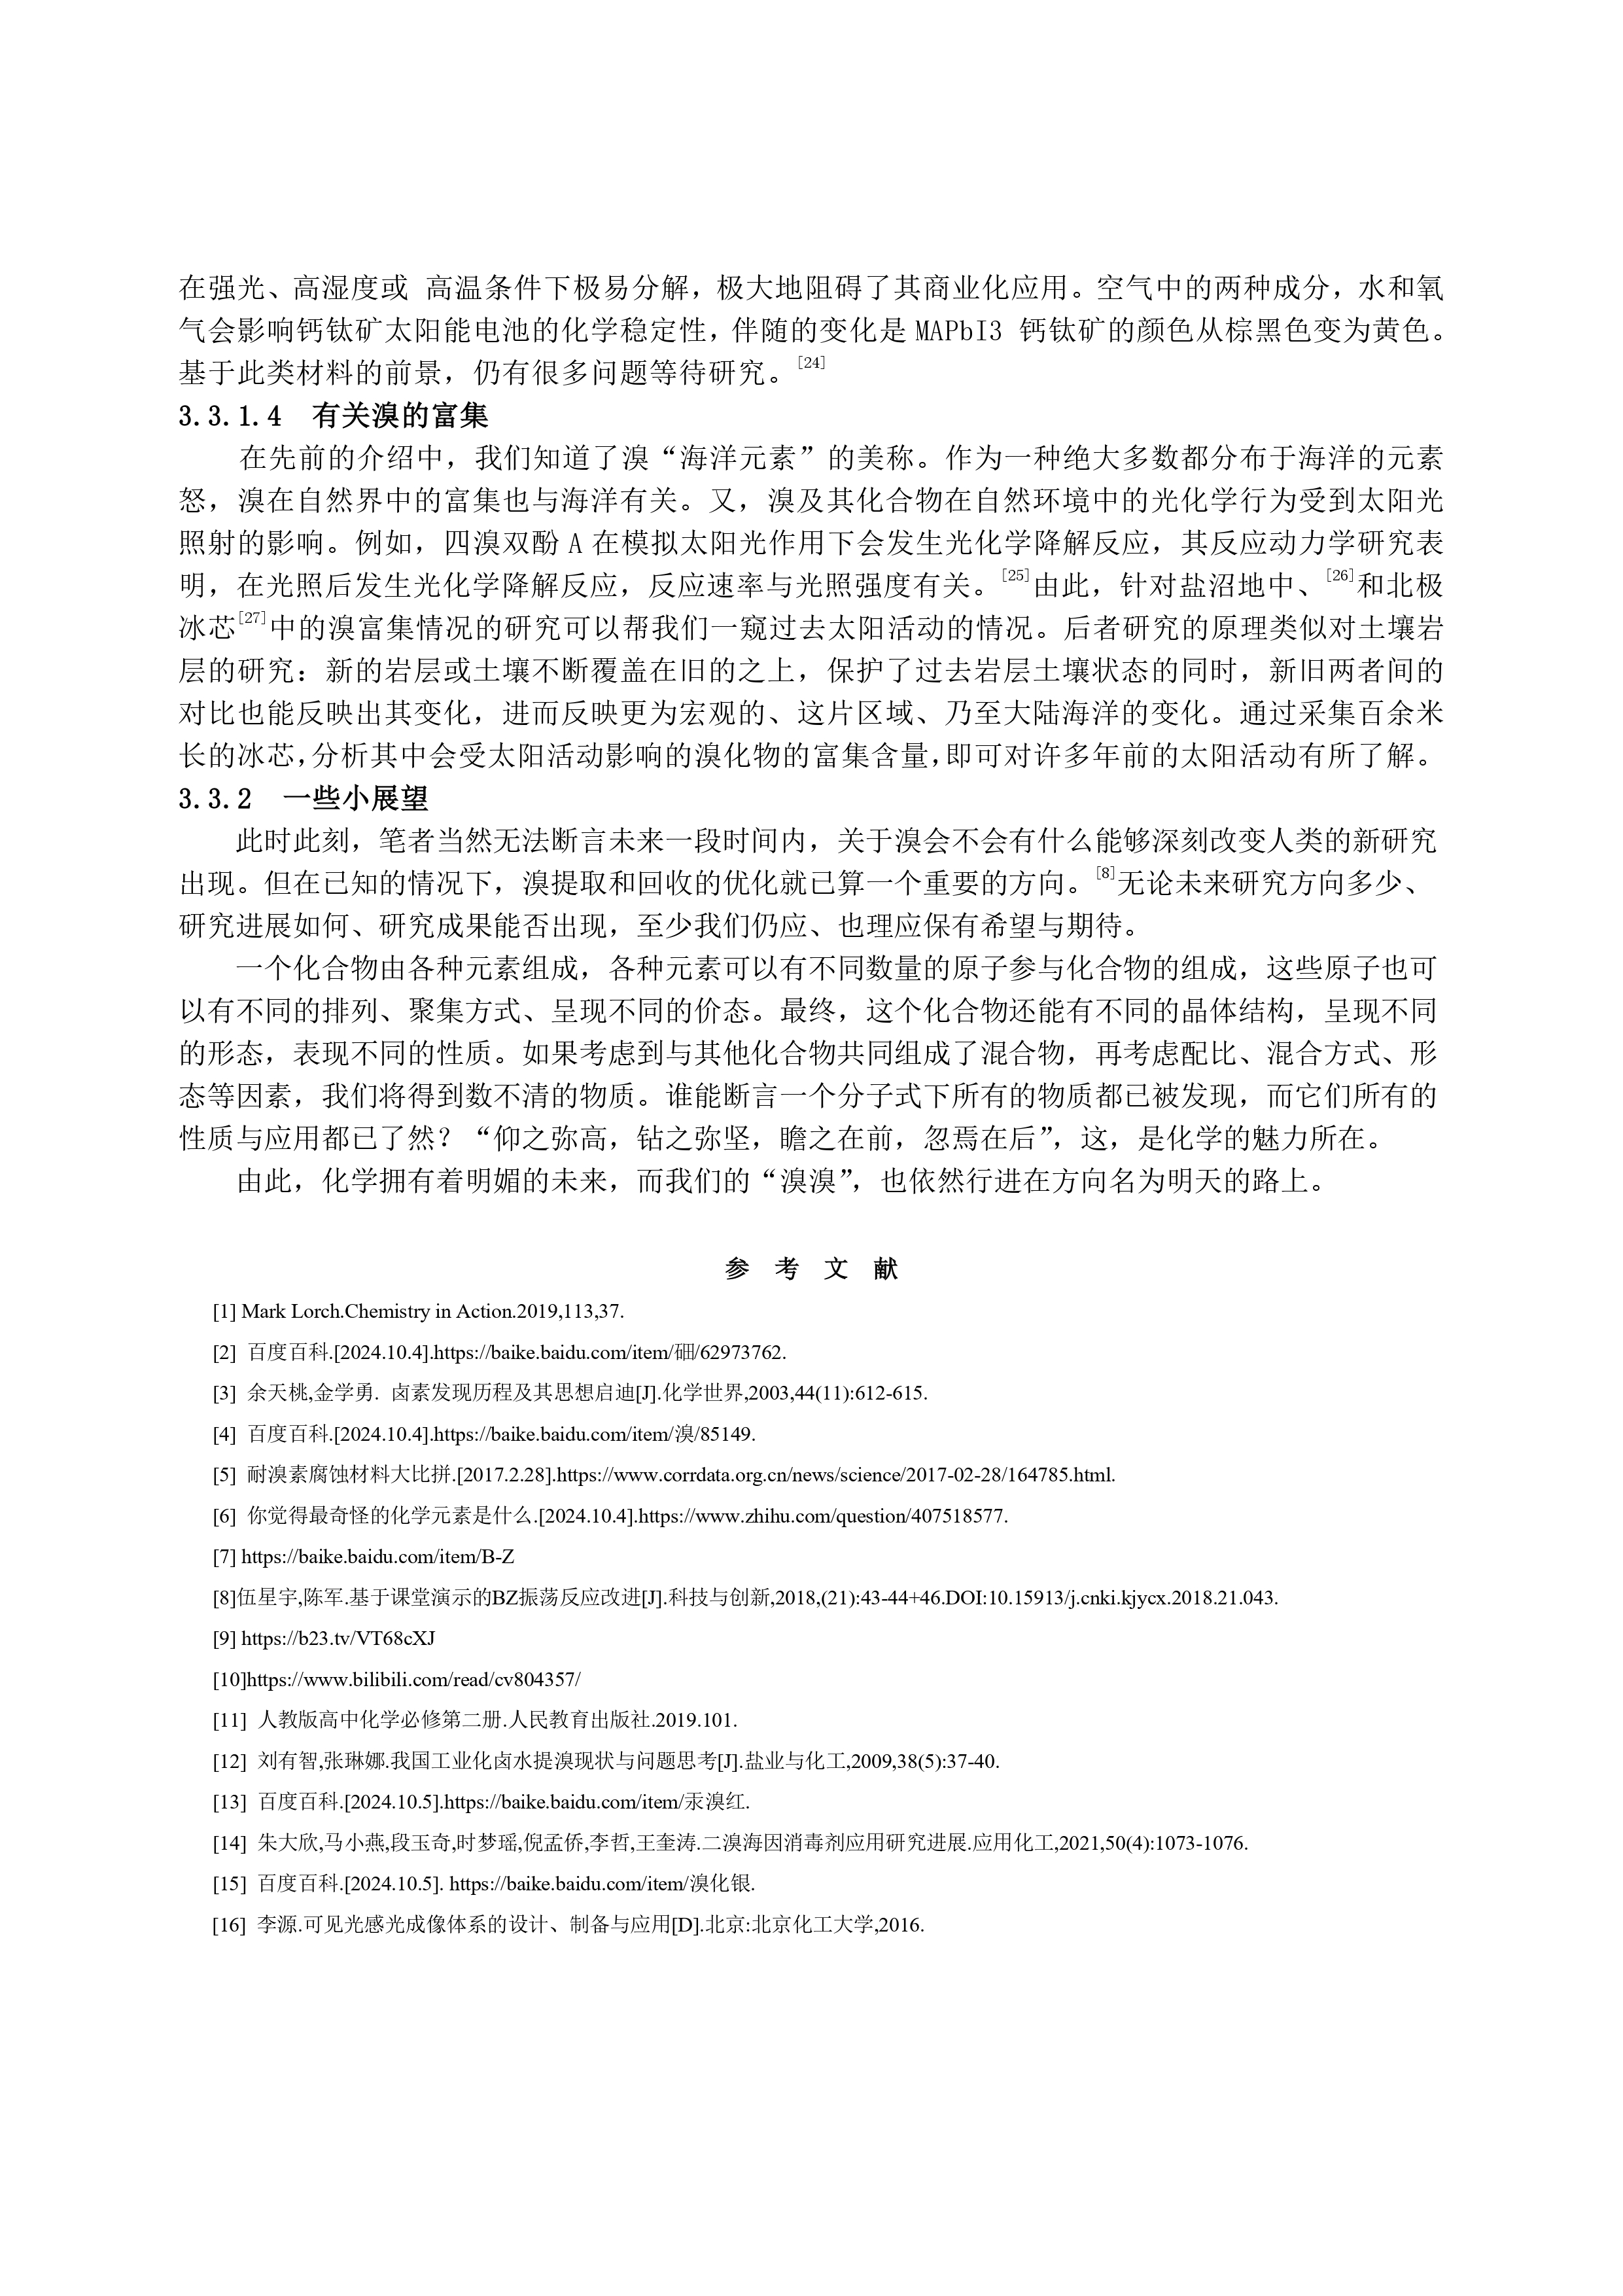 在强光、高湿度或 高温条件下极易分解，极大地阻碍了其商业化应用。空气中的两种成分，水和氧
气会影响钙钛矿太阳能电池的化学稳定性，伴随的变化是 MAPbI3 钙钛矿的颜色从棕黑色变为黄色。
基于此类材料的前景，仍有很多问题等待研究。[24]
3.3.1.4 有关溴的富集
在先前的介绍中，我们知道了溴“海洋元素”的美称。作为一种绝大多数都分布于海洋的元素
怒，溴在自然界中的富集也与海洋有关。又，溴及其化合物在自然环境中的光化学行为受到太阳光
照射的影响。例如，四溴双酚 A 在模拟太阳光作用下会发生光化学降解反应，其反应动力学研究表
明，在光照后发生光化学降解反应，反应速率与光照强度有关。[25]由此，针对盐沼地中、[26]和北极
冰芯[27]中的溴富集情况的研究可以帮我们一窥过去太阳活动的情况。后者研究的原理类似对土壤岩
层的研究：新的岩层或土壤不断覆盖在旧的之上，保护了过去岩层土壤状态的同时，新旧两者间的
对比也能反映出其变化，进而反映更为宏观的、这片区域、乃至大陆海洋的变化。通过采集百余米
长的冰芯，分析其中会受太阳活动影响的溴化物的富集含量，即可对许多年前的太阳活动有所了解。
3.3.2 一些小展望
此时此刻，笔者当然无法断言未来一段时间内，关于溴会不会有什么能够深刻改变人类的新研究
出现。但在已知的情况下，溴提取和回收的优化就已算一个重要的方向。[8]无论未来研究方向多少、
研究进展如何、研究成果能否出现，至少我们仍应、也理应保有希望与期待。
一个化合物由各种元素组成，各种元素可以有不同数量的原子参与化合物的组成，这些原子也可
以有不同的排列、聚集方式、呈现不同的价态。最终，这个化合物还能有不同的晶体结构，呈现不同
的形态，表现不同的性质。如果考虑到与其他化合物共同组成了混合物，再考虑配比、混合方式、形
态等因素，我们将得到数不清的物质。谁能断言一个分子式下所有的物质都已被发现，而它们所有的
性质与应用都已了然？“仰之弥高，钻之弥坚，瞻之在前，忽焉在后”，这，是化学的魅力所在。
由此，化学拥有着明媚的未来，而我们的“溴溴”，也依然行进在方向名为明天的路上。
参 考 文 献
[1] Mark Lorch.Chemistry in Action.2019,113,37.
[2] 百度百科.[2024.10.4].https://baike.baidu.com/item/鿬/62973762.
[3] 余天桃,金学勇. 卤素发现历程及其思想启迪[J].化学世界,2003,44(11):612-615.
[4] 百度百科.[2024.10.4].https://baike.baidu.com/item/溴/85149.
[5] 耐溴素腐蚀材料大比拼.[2017.2.28].https://www.corrdata.org.cn/news/science/2017-02-28/164785.html.
[6] 你觉得最奇怪的化学元素是什么.[2024.10.4].https://www.zhihu.com/question/407518577.
[7] https://baike.baidu.com/item/B-Z
[8]伍星宇,陈军.基于课堂演示的BZ振荡反应改进[J].科技与创新,2018,(21):43-44+46.DOI:10.15913/j.cnki.kjycx.2018.21.043.
[9] https://b23.tv/VT68cXJ
[10]https://www.bilibili.com/read/cv804357/
[11] 人教版高中化学必修第二册.人民教育出版社.2019.101.
[12] 刘有智,张琳娜.我国工业化卤水提溴现状与问题思考[J].盐业与化工,2009,38(5):37-40.
[13] 百度百科.[2024.10.5].https://baike.baidu.com/item/汞溴红.
[14] 朱大欣,马小燕,段玉奇,时梦瑶,倪孟侨,李哲,王奎涛.二溴海因消毒剂应用研究进展.应用化工,2021,50(4):1073-1076.
[15] 百度百科.[2024.10.5]. https://baike.baidu.com/item/溴化银.
[16] 李源.可见光感光成像体系的设计、制备与应用[D].北京:北京化工大学,2016.